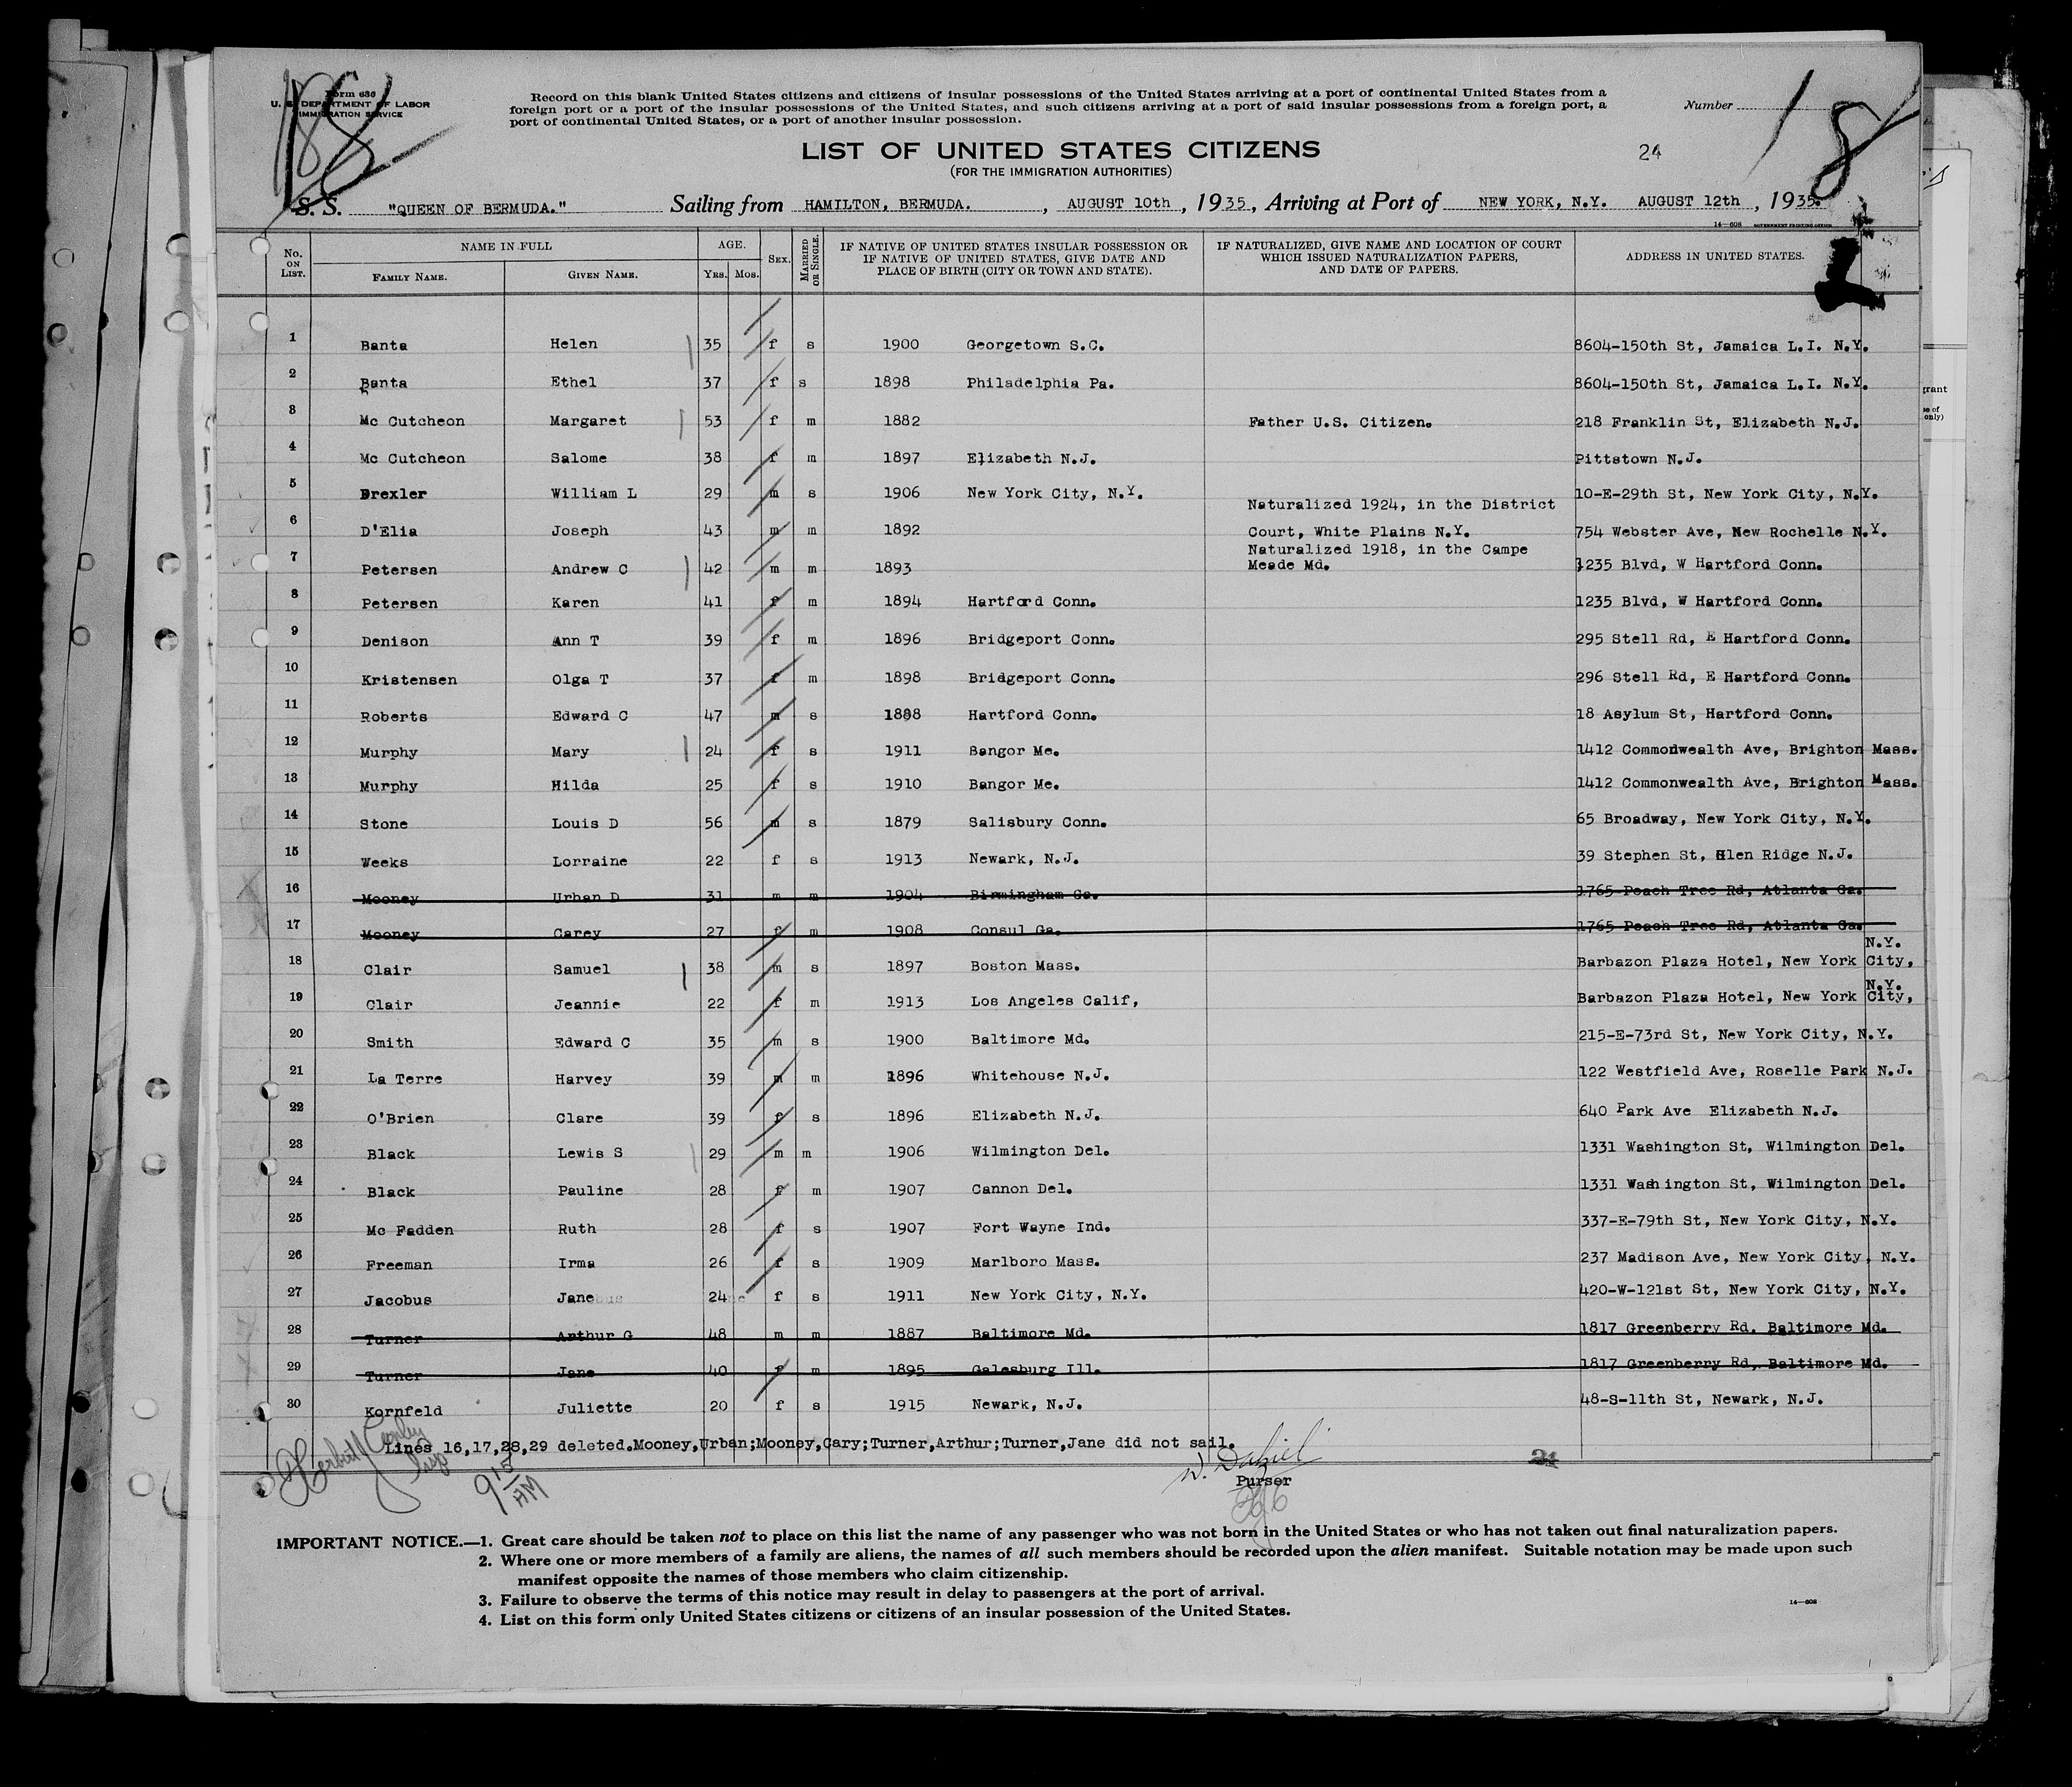 Form 630
U. S. DEPARTMENT OF LABOR
IMMIGRATION SERVICE
18
Record on this blank United States citizens and citizens of insular possessions of the United States arriving at a port of continental United States from a
foreign port or a port of the insular possessions of the United States, and such citizens arriving at a port of said insular possessions from a foreign port, a
port of continental United States, or a port of another insular possession.
Number
18
LIST OF UNITED STATES CITIZENS
24
(FOR THE IMMIGRATION AUTHORITIES)
S. S. "QUEEN OF BERMUDA." Sailing from HAMILTON, BERMUDA. , AUGUST 10th , 1935 , Arriving at Port of NEW YORK, N.Y. AUGUST 12th , 1935.
14—608 GOVERNMENT PRINTING OFFICE
No. ON LIST. NAME IN FULL FAMILY NAME. GIVEN NAME. AGE. YRS. MOS. SEX. MARRIED OR SINGLE. IF NATIVE OF UNITED STATES INSULAR POSSESSION OR IF NATIVE OF UNITED STATES, GIVE DATE AND PLACE OF BIRTH (CITY OR TOWN AND STATE). IF NATURALIZED, GIVE NAME AND LOCATION OF COURT WHICH ISSUED NATURALIZATION PAPERS, AND DATE OF PAPERS. ADDRESS IN UNITED STATES.
1 Banta Helen 35 f s 1900 Georgetown S.C. 8604-150th St, Jamaica L.I. N.Y.
2 Banta Ethel 37 f s 1898 Philadelphia Pa. 8604-150th St, Jamaica L.I. N.Y.
3 Mc Cutcheon Margaret 53 f m 1882 Father U.S. Citizen. 218 Franklin St, Elizabeth N.J.
4 Mc Cutcheon Salome 38 f m 1897 Elizabeth N.J. Pittstown N.J.
5 Drexler William L 29 m s 1906 New York City, N.Y. 10-E-29th St, New York City, N.Y.
Naturalized 1924, in the District
6 D'Elia Joseph 43 m m 1892 Court, White Plains N.Y. 754 Webster Ave, New Rochelle N.Y.
Naturalized 1918, in the Campe
7 Petersen Andrew C 42 m m 1893 Meade Md. 1235 Blvd, W Hartford Conn.
8 Petersen Karen 41 f m 1894 Hartford Conn. 1235 Blvd, W Hartford Conn.
9 Denison Ann T 39 f m 1896 Bridgeport Conn. 295 Stell Rd, E Hartford Conn.
10 Kristensen Olga T 37 f m 1898 Bridgeport Conn. 296 Stell Rd, E Hartford Conn.
11 Roberts Edward C 47 m s 1888 Hartford Conn. 18 Asylum St, Hartford Conn.
12 Murphy Mary 24 f s 1911 Bangor Me. 1412 Commonwealth Ave, Brighton Mass.
13 Murphy Hilda 25 f s 1910 Bangor Me. 1412 Commonwealth Ave, Brighton Mass.
14 Stone Louis D 56 m s 1879 Salisbury Conn. 65 Broadway, New York City, N.Y.
15 Weeks Lorraine 22 f s 1913 Newark, N.J. 39 Stephen St, Glen Ridge N.J.
16 Mooney Urban D 31 m m 1904 Birmingham Ga. 1765 Peach Tree Rd, Atlanta Ga.
17 Mooney Carey 27 f m 1908 Consul Ga. 1765 Peach Tree Rd, Atlanta Ga.
N.Y.
18 Clair Samuel 38 m s 1897 Boston Mass. Barbazon Plaza Hotel, New York City,
N.Y.
19 Clair Jeannie 22 f m 1913 Los Angeles Calif, Barbazon Plaza Hotel, New York City,
20 Smith Edward C 35 m s 1900 Baltimore Md. 215-E-73rd St, New York City, N.Y.
21 La Terre Harvey 39 m m 1896 Whitehouse N.J. 122 Westfield Ave, Roselle Park N.J.
22 O'Brien Clare 39 f s 1896 Elizabeth N.J. 640 Park Ave Elizabeth N.J.
23 Black Lewis S 29 m m 1906 Wilmington Del. 1331 Washington St, Wilmington Del.
24 Black Pauline 28 f m 1907 Cannon Del. 1331 Washington St, Wilmington Del.
25 Mc Fadden Ruth 28 f s 1907 Fort Wayne Ind. 337-E-79th St, New York City, N.Y.
26 Freeman Irma 26 f s 1909 Marlboro Mass. 237 Madison Ave, New York City, N.Y.
27 Jacobus Jane 24 f s 1911 New York City, N.Y. 420-W-121st St, New York City, N.Y.
28 Turner Arthur G 48 m m 1887 Baltimore Md. 1817 Greenberry Rd. Baltimore Md.
29 Turner Jane 40 f m 1895 Galesburg Ill. 1817 Greenberry Rd, Baltimore Md.
30 Kornfeld Juliette 20 f s 1915 Newark, N.J. 48-S-11th St, Newark, N.J.
Lines 16,17,28,29 deleted.Mooney,Urban;Mooney,Cary;Turner,Arthur;Turner,Jane did not sail.
9 15 AM
Purser
24
IMPORTANT NOTICE.—1. Great care should be taken not to place on this list the name of any passenger who was not born in the United States or who has not taken out final naturalization papers.
2. Where one or more members of a family are aliens, the names of all such members should be recorded upon the alien manifest. Suitable notation may be made upon such
manifest opposite the names of those members who claim citizenship.
3. Failure to observe the terms of this notice may result in delay to passengers at the port of arrival.
4. List on this form only United States citizens or citizens of an insular possession of the United States.
14—608